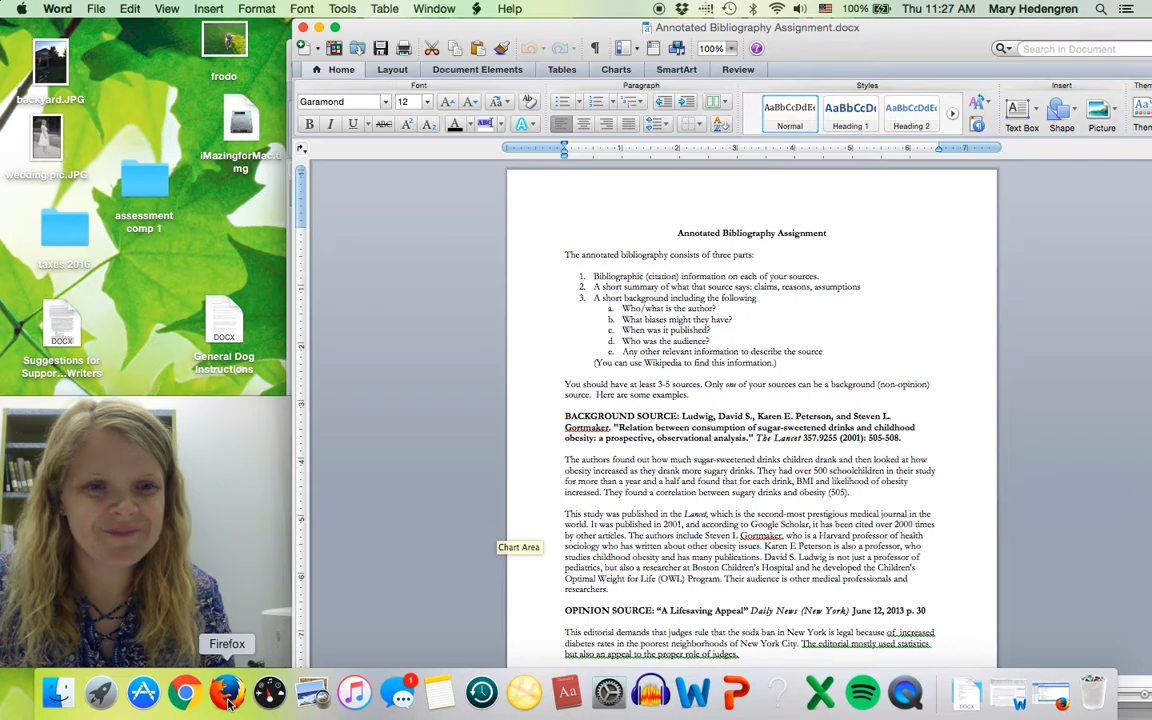 Word File Edit View Insert Format Font Tools Table Window Help 100% Thu 11:27 AM Mary Hedengren
Annotated Bibliography Assignment.docx
100% Search in Document
Home Layout Document Elements Tables Charts SmartArt Review
Font Paragraph Styles Insert
Garamond 12 AaBbCcDdE AaBbCcDc AaBbCcDdE
Normal Heading 1 Heading 2 Text Box Shape Picture
backyard.JPG
frodo
wedding pic.JPG
iMazingforMac.d
mg
assessment
comp 1
taxes 2016
DOCX
Suggestions for
Suppor...Writers
DOCX
General Dog
Instructions
Firefox
Chart Area
Annotated Bibliography Assignment
The annotated bibliography consists of three parts:
1. Bibliographic (citation) information on each of your sources.
2. A short summary of what that source says: claims, reasons, assumptions
3. A short background including the following
a. Who/what is the author?
b. What biases might they have?
c. When was it published?
d. Who was the audience?
e. Any other relevant information to describe the source
(You can use Wikipedia to find this information.)
You should have at least 3-5 sources. Only one of your sources can be a background (non-opinion)
source. Here are some examples.
BACKGROUND SOURCE: Ludwig, David S., Karen E. Peterson, and Steven L.
Gortmaker. "Relation between consumption of sugar-sweetened drinks and childhood
obesity: a prospective, observational analysis." The Lancet 357.9255 (2001): 505-508.
The authors found out how much sugar-sweetened drinks children drank and then looked at how
obesity increased as they drank more sugary drinks. They had over 500 schoolchildren in their study
for more than a year and a half and found that for each drink, BMI and likelihood of obesity
increased. They found a correlation between sugary drinks and obesity (505).
This study was published in the Lancet, which is the second-most prestigious medical journal in the
world. It was published in 2001, and according to Google Scholar, it has been cited over 2000 times
by other articles. The authors include Steven L Gortmaker, who is a Harvard professor of health
sociology who has written about other obesity issues. Karen E Peterson is also a professor, who
studies childhood obesity and has many publications. David S. Ludwig is not just a professor of
pediatrics, but also a researcher at Boston Children's Hospital and he developed the Children's
Optimal Weight for Life (OWL) Program. Their audience is other medical professionals and
researchers.
OPINION SOURCE: "A Lifesaving Appeal" Daily News (New York) June 12, 2013 p. 30
This editorial demands that judges rule that the soda ban in New York is legal because of increased
diabetes rates in the poorest neighborhoods of New York City. The editorial mostly used statistics
but also an appeal to the proper role of judges.